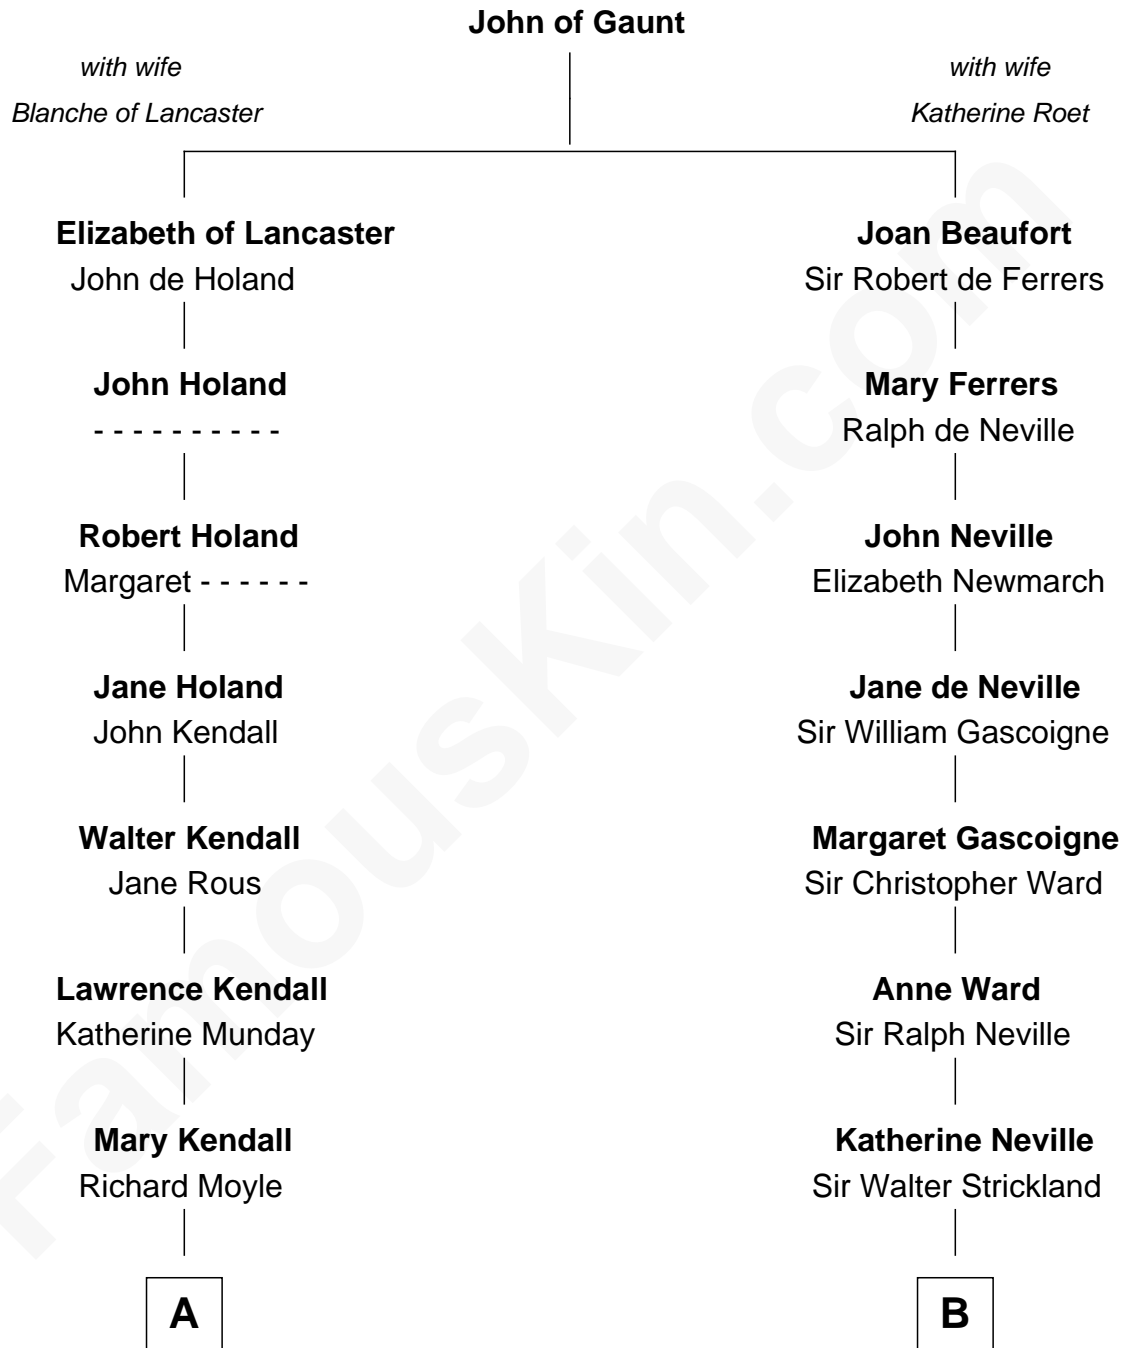 John of Gaunt
with wife
Blanche of Lancaster
with wife
Katherine Roet
Elizabeth of Lancaster
John de Holand
Joan Beaufort
Sir Robert de Ferrers
John Holand
- - - - - - - - - -
Mary Ferrers
Ralph de Neville
Robert Holand
Margaret - - - - - -
John Neville
Elizabeth Newmarch
Jane Holand
John Kendall
Jane de Neville
Sir William Gascoigne
Walter Kendall
Jane Rous
Margaret Gascoigne
Sir Christopher Ward
Lawrence Kendall
Katherine Munday
Anne Ward
Sir Ralph Neville
Mary Kendall
Richard Moyle
Katherine Neville
Sir Walter Strickland
A
B
FamousKin.com